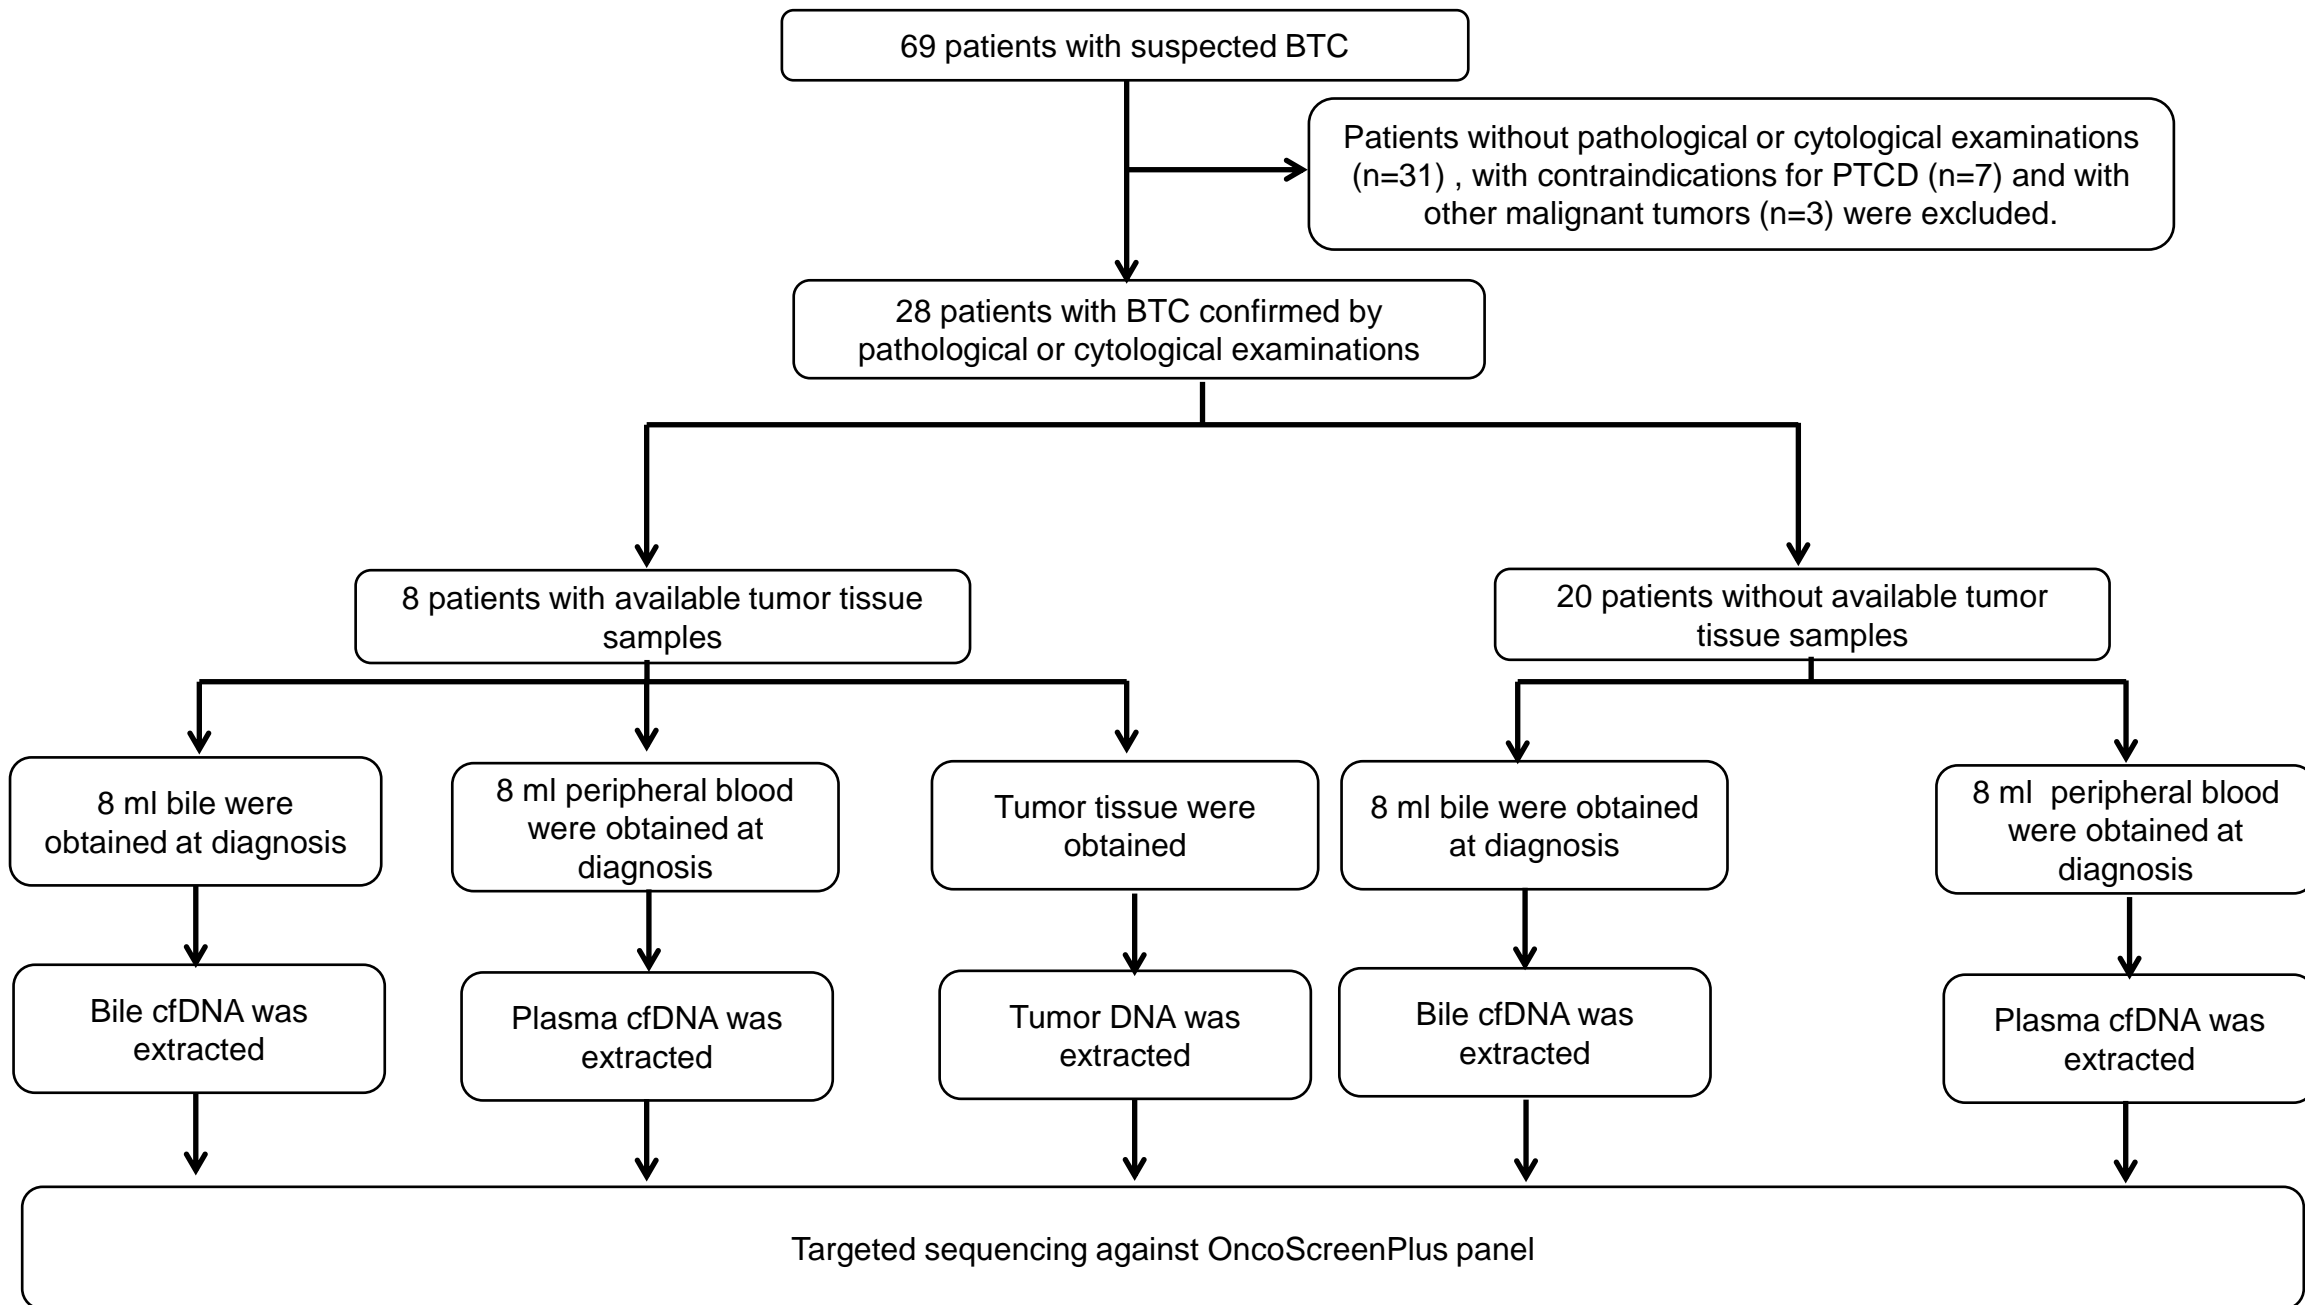 69 patients with suspected BTC
Patients without pathological or cytological examinations
(n=31) , with contraindications for PTCD (n=7) and with
other malignant tumors (n=3) were excluded.
28 patients with BTC confirmed by
pathological or cytological examinations
8 patients with available tumor tissue
samples
20 patients without available tumor
tissue samples
8 ml bile were
obtained at diagnosis
8 ml peripheral blood
were obtained at
diagnosis
Tumor tissue were
obtained
8 ml bile were obtained
at diagnosis
8 ml  peripheral blood
were obtained at
diagnosis
Bile cfDNA was
extracted
Plasma cfDNA was
extracted
Tumor DNA was
extracted
Bile cfDNA was
extracted
Plasma cfDNA was
extracted
Targeted sequencing against OncoScreenPlus panel